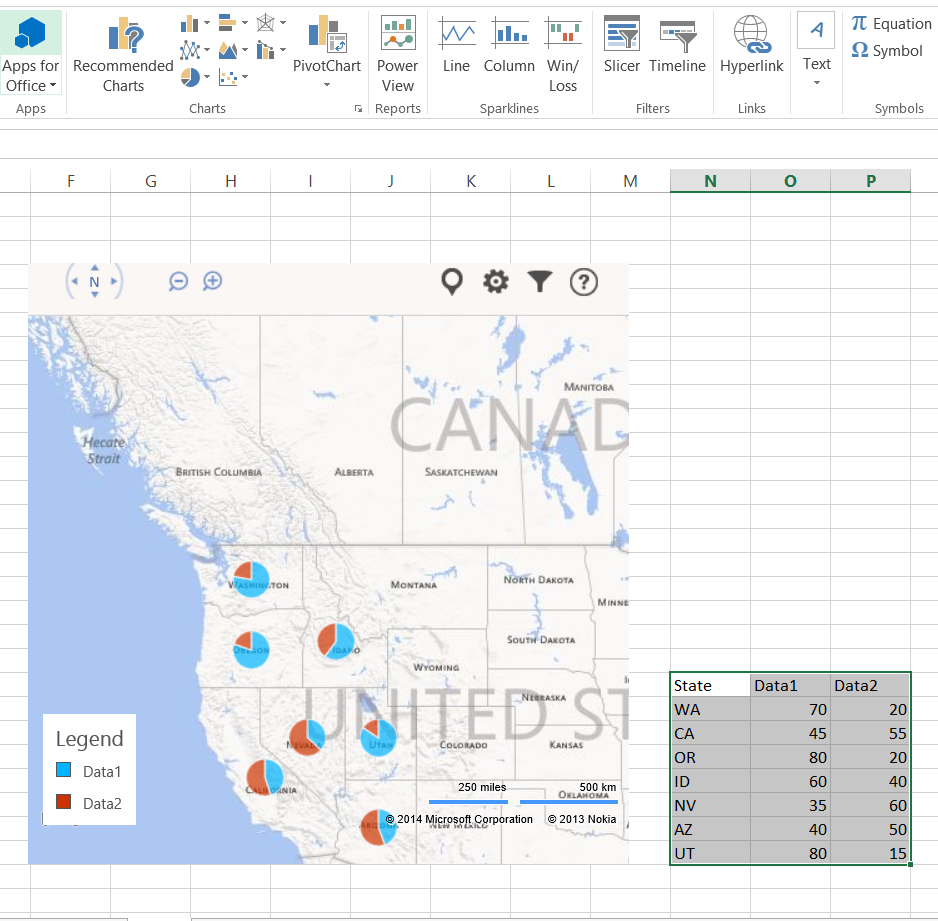 Apps for Office
Recommended Charts
PivotChart
Power View
Line
Column
Win/ Loss
Slicer
Timeline
Hyperlink
A
Text
π Equation
Ω Symbol
Apps
Charts
Reports
Sparklines
Filters
Links
Symbols
F G H I J K L M N O P
N
?
MANITOBA
CANAD
Hecate
Strait
BRITISH COLUMBIA
ALBERTA
SASKATCHEWAN
WASHINGTON
MONTANA
NORTH DAKOTA
MINNE
OREGON
IDAHO
SOUTH DAKOTA
WYOMING
NEBRASKA
UNITED ST
NEVADA
UTAH
COLORADO
KANSAS
CALIFORNIA
250 miles
500 km
OKLAHOMA
ARIZONA
NEW MEXICO
© 2014 Microsoft Corporation © 2013 Nokia
Legend
Data1
Data2
State Data1 Data2
WA 70 20
CA 45 55
OR 80 20
ID 60 40
NV 35 60
AZ 40 50
UT 80 15